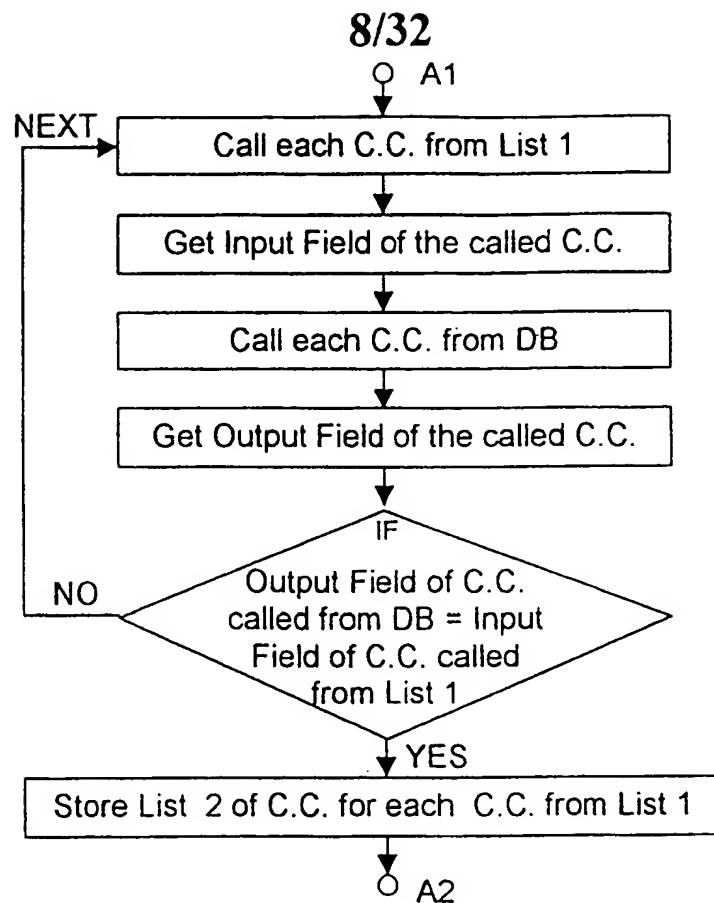 8/32
A1
NEXT
Call each C.C. from List 1
Get Input Field of the called C.C.
Call each C.C. from DB
Get Output Field of the called C.C.
IF
Output Field of C.C.
called from DB = Input
Field of C.C. called
from List 1
NO
YES
Store List 2 of C.C. for each C.C. from List 1
A2